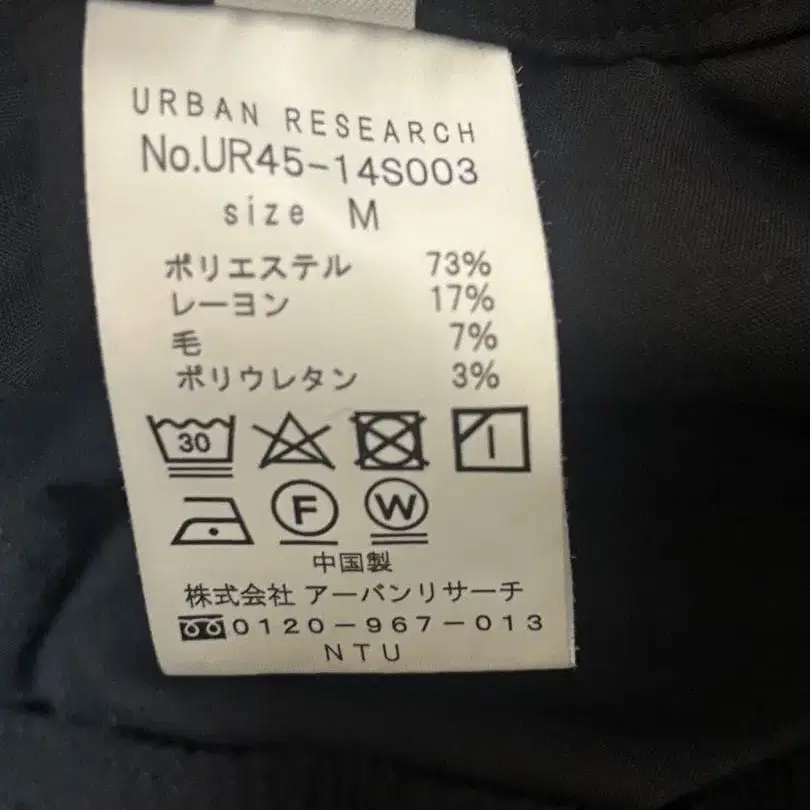 URBAN RESEARCH
No.UR45-14S003
size M
ポリエステル 73%
レーヨン 17%
毛 7%
ポリウレタン 3%
30
F W
中国製
株式会社 アーバンリサーチ
0120-967-013
NTU